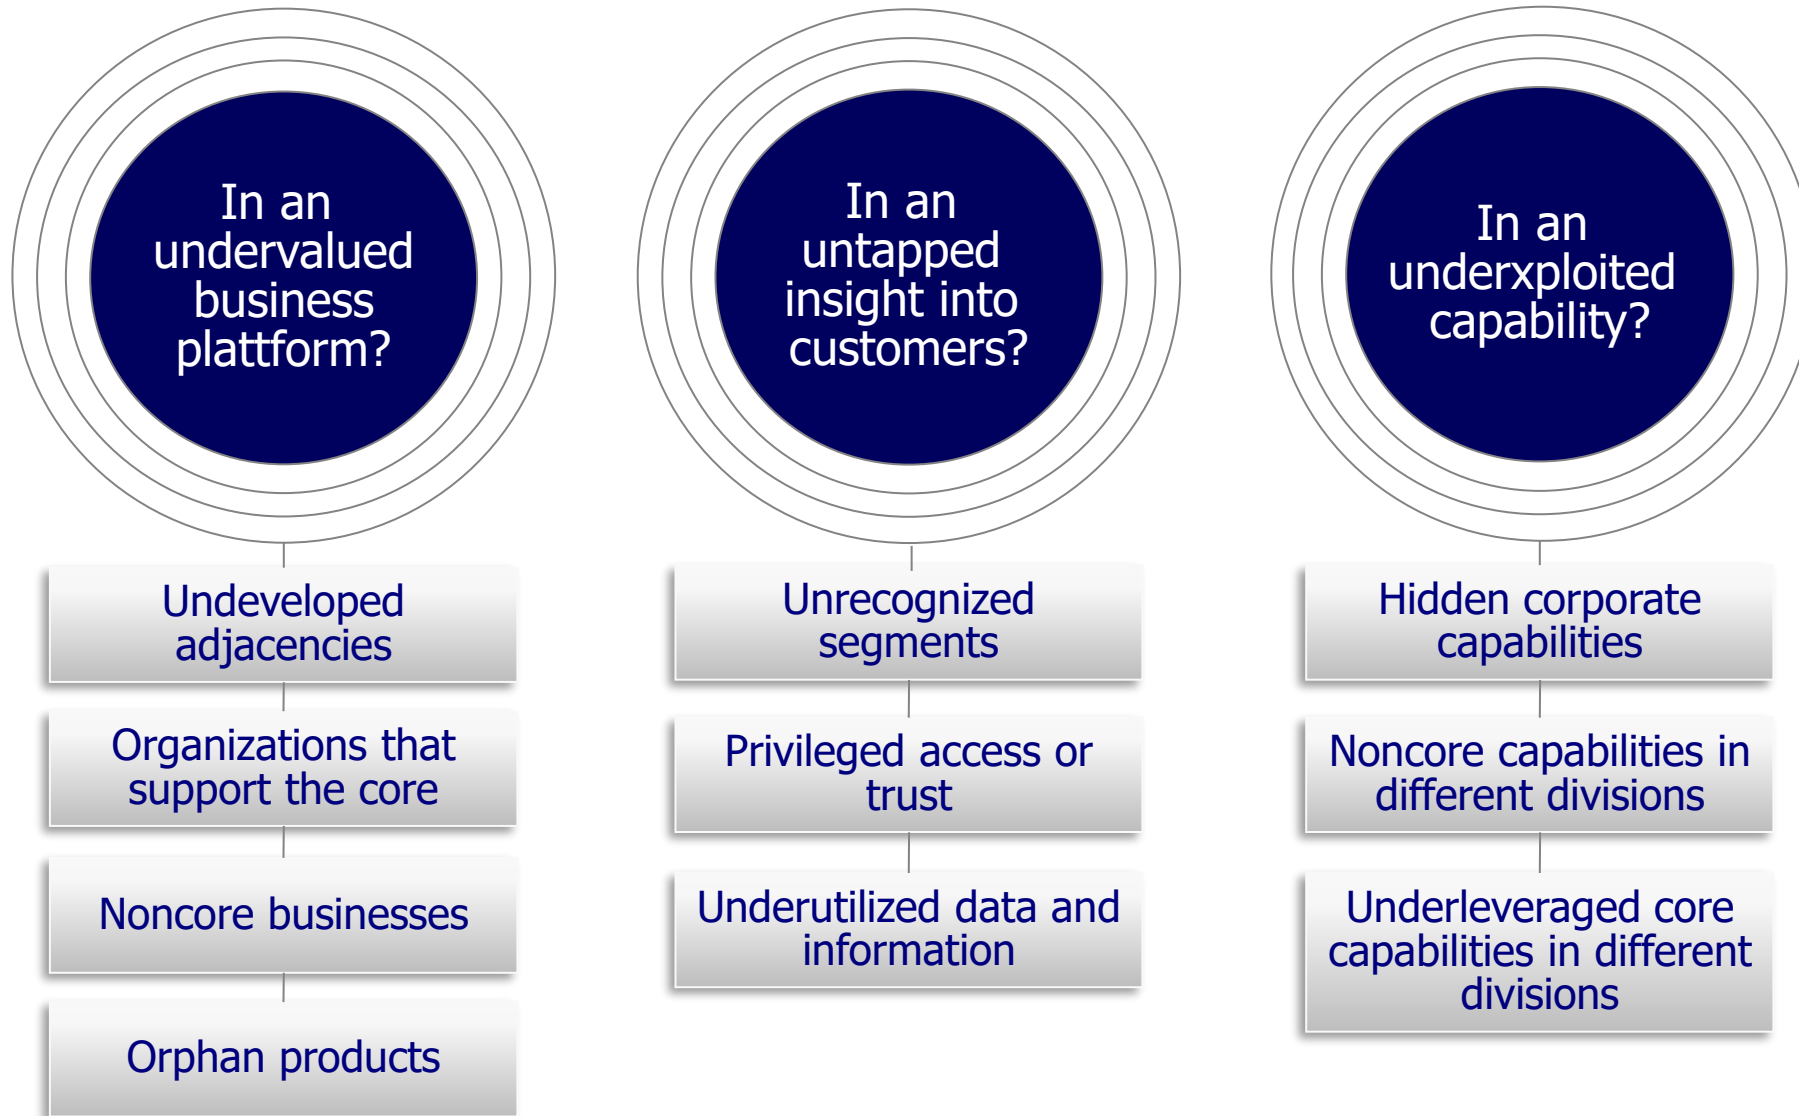 In an
undervalued
business
plattform?
Undeveloped
adjacencies
Organizations that
support the core
Noncore businesses
Orphan products
In an
untapped
insight into
customers?
Unrecognized
segments
Privileged access or
trust
Underutilized data and
information
In an
underxploited
capability?
Hidden corporate
capabilities
Noncore capabilities in
different divisions
Underleveraged core
capabilities in different
divisions